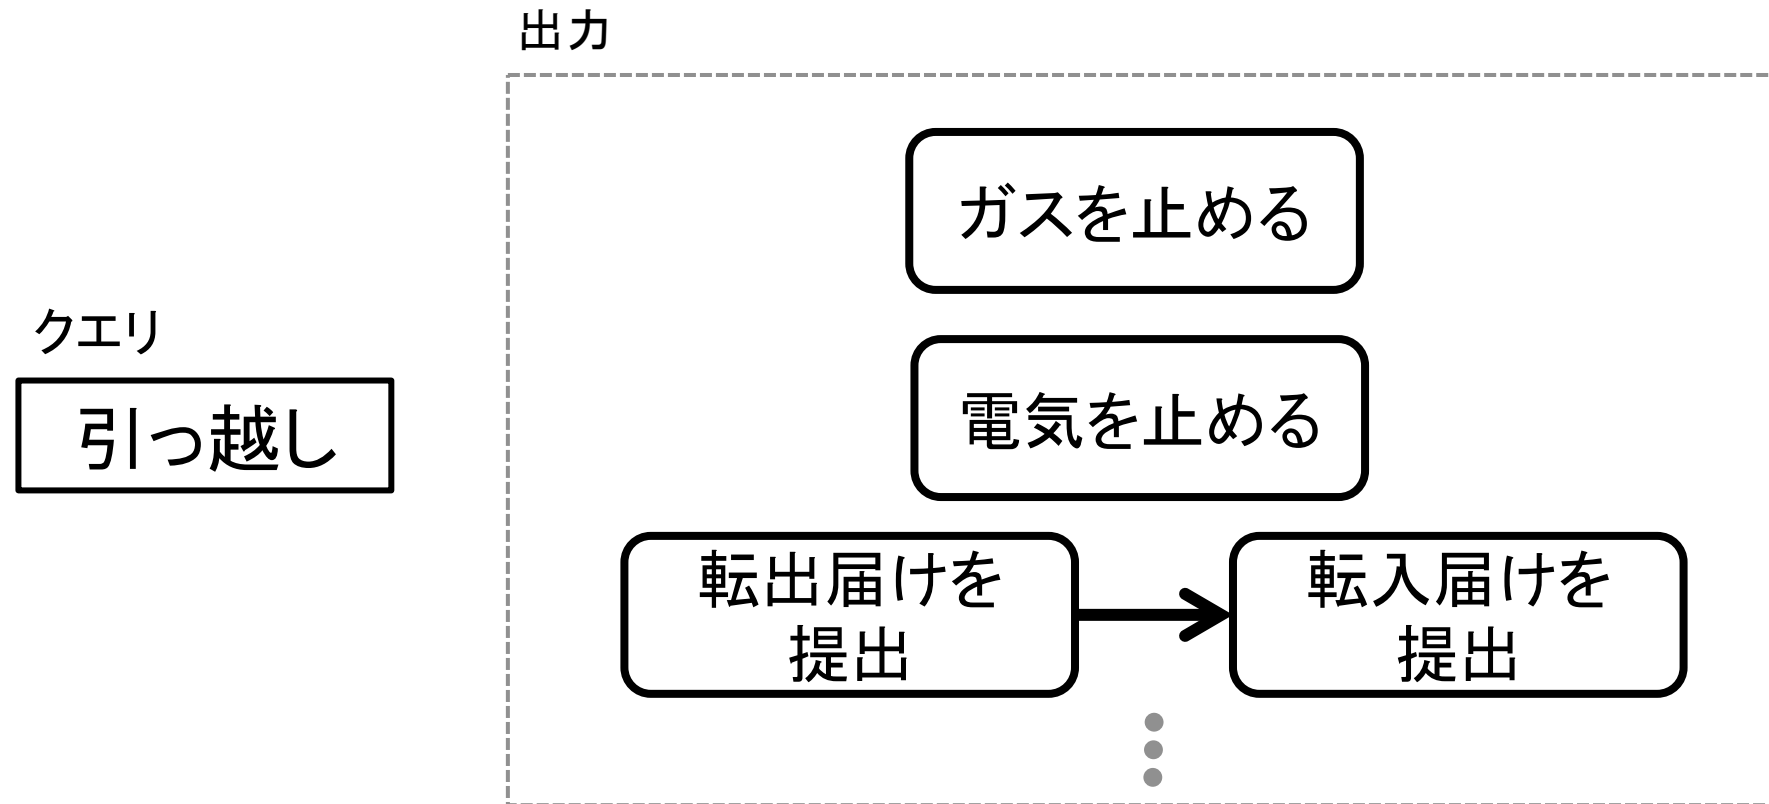 出力
ガスを止める
クエリ
電気を止める
引っ越し
転出届けを
提出
転入届けを
提出